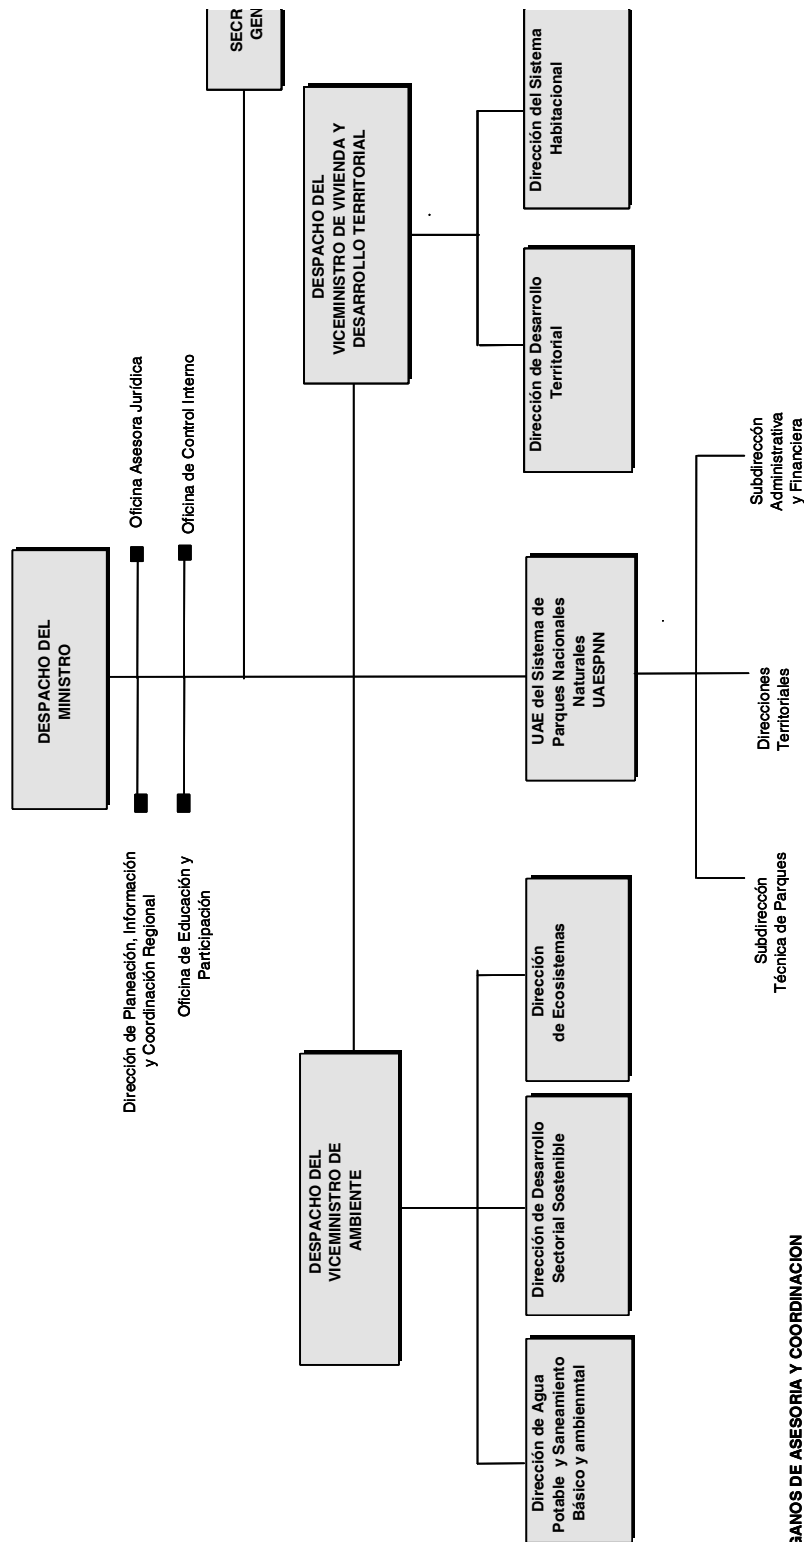 DESPACHO DEL
MINISTRO
Dirección de Planeación, Información
y Coordinación Regional
Oficina Asesora Jurídica
Oficina de Educación y
Participación
Oficina de Control Interno
SECR
GEN
DESPACHO DEL
VICEMINISTRO DE
AMBIENTE
DESPACHO DEL
VICEMINISTRO DE VIVIENDA Y
DESARROLLO TERRITORIAL
Dirección de Agua
Potable y Saneamiento
Básico y ambienmtal
Dirección de Desarrollo
Sectorial Sostenible
Dirección
de Ecosistemas
UAE del Sistema de
Parques Nacionales
Naturales
UAESPNN
Dirección de Desarrollo
Territorial
Dirección del Sistema
Habitacional
Subdireccón
Técnica de Parques
Direcciones
Territoriales
Subdireccón
Administrativa
y Financiera
GANOS DE ASESORIA Y COORDINACION